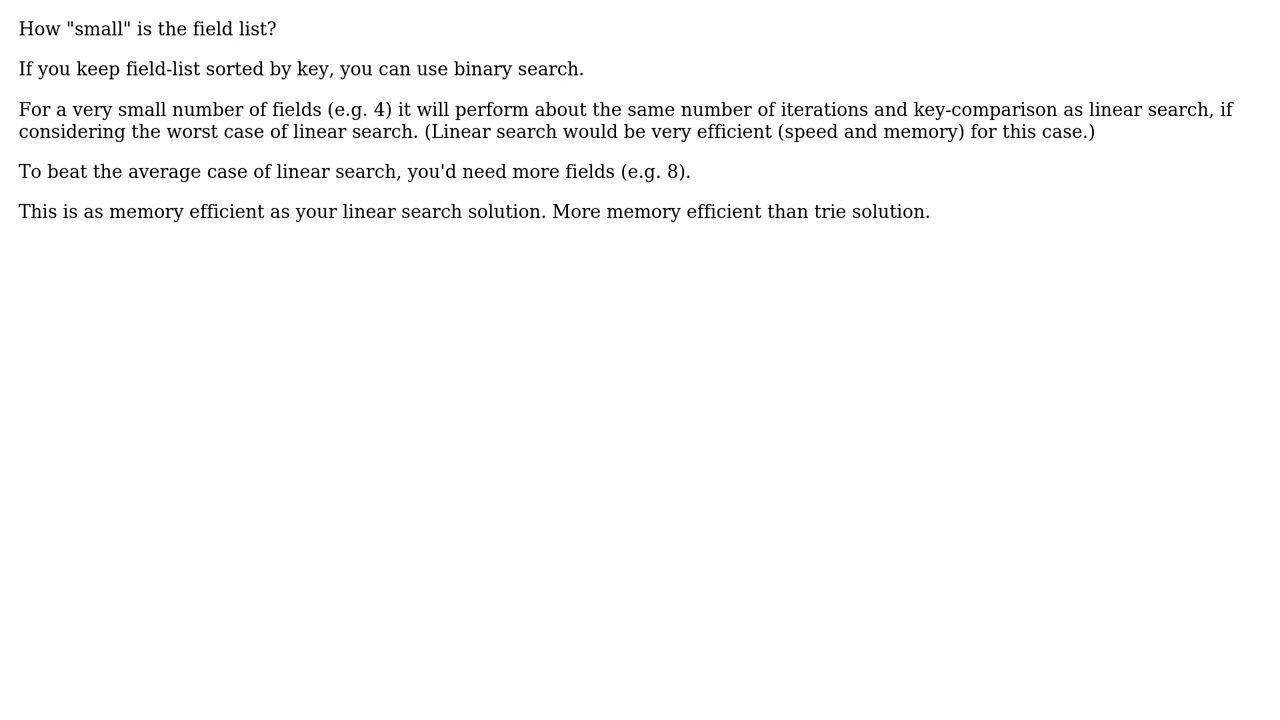 How "small" is the field list?
If you keep field-list sorted by key, you can use binary search.
For a very small number of fields (e.g. 4) it will perform about the same number of iterations and key-comparison as linear search, if
considering the worst case of linear search. (Linear search would be very efficient (speed and memory) for this case.)
To beat the average case of linear search, you'd need more fields (e.g. 8).
This is as memory efficient as your linear search solution. More memory efficient than trie solution.